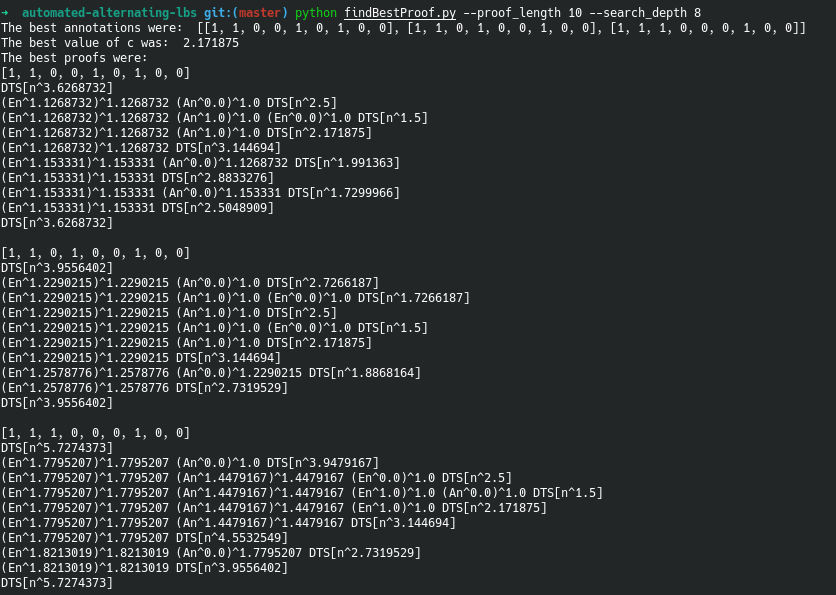 ➜  automated-alternating-lbs git:(master) python findBestProof.py --proof_length 10 --search_depth 8
The best annotations were:  [[1, 1, 0, 0, 1, 0, 1, 0, 0], [1, 1, 0, 1, 0, 0, 1, 0, 0], [1, 1, 1, 0, 0, 0, 1, 0, 0]]
The best value of c was:  2.171875
The best proofs were:
[1, 1, 0, 0, 1, 0, 1, 0, 0]
DTS[n^3.6268732]
(En^1.1268732)^1.1268732 (An^0.0)^1.0 DTS[n^2.5]
(En^1.1268732)^1.1268732 (An^1.0)^1.0 (En^0.0)^1.0 DTS[n^1.5]
(En^1.1268732)^1.1268732 (An^1.0)^1.0 DTS[n^2.171875]
(En^1.1268732)^1.1268732 DTS[n^3.144694]
(En^1.153331)^1.153331 (An^0.0)^1.1268732 DTS[n^1.991363]
(En^1.153331)^1.153331 DTS[n^2.8833276]
(En^1.153331)^1.153331 (An^0.0)^1.153331 DTS[n^1.7299966]
(En^1.153331)^1.153331 DTS[n^2.5048909]
DTS[n^3.6268732]

[1, 1, 0, 1, 0, 0, 1, 0, 0]
DTS[n^3.9556402]
(En^1.2290215)^1.2290215 (An^0.0)^1.0 DTS[n^2.7266187]
(En^1.2290215)^1.2290215 (An^1.0)^1.0 (En^0.0)^1.0 DTS[n^1.7266187]
(En^1.2290215)^1.2290215 (An^1.0)^1.0 DTS[n^2.5]
(En^1.2290215)^1.2290215 (An^1.0)^1.0 (En^0.0)^1.0 DTS[n^1.5]
(En^1.2290215)^1.2290215 (An^1.0)^1.0 DTS[n^2.171875]
(En^1.2290215)^1.2290215 DTS[n^3.144694]
(En^1.2578776)^1.2578776 (An^0.0)^1.2290215 DTS[n^1.8868164]
(En^1.2578776)^1.2578776 DTS[n^2.7319529]
DTS[n^3.9556402]

[1, 1, 1, 0, 0, 0, 1, 0, 0]
DTS[n^5.7274373]
(En^1.7795207)^1.7795207 (An^0.0)^1.0 DTS[n^3.9479167]
(En^1.7795207)^1.7795207 (An^1.4479167)^1.4479167 (En^0.0)^1.0 DTS[n^2.5]
(En^1.7795207)^1.7795207 (An^1.4479167)^1.4479167 (En^1.0)^1.0 (An^0.0)^1.0 DTS[n^1.5]
(En^1.7795207)^1.7795207 (An^1.4479167)^1.4479167 (En^1.0)^1.0 DTS[n^2.171875]
(En^1.7795207)^1.7795207 (An^1.4479167)^1.4479167 DTS[n^3.144694]
(En^1.7795207)^1.7795207 DTS[n^4.5532549]
(En^1.8213019)^1.8213019 (An^0.0)^1.7795207 DTS[n^2.7319529]
(En^1.8213019)^1.8213019 DTS[n^3.9556402]
DTS[n^5.7274373]